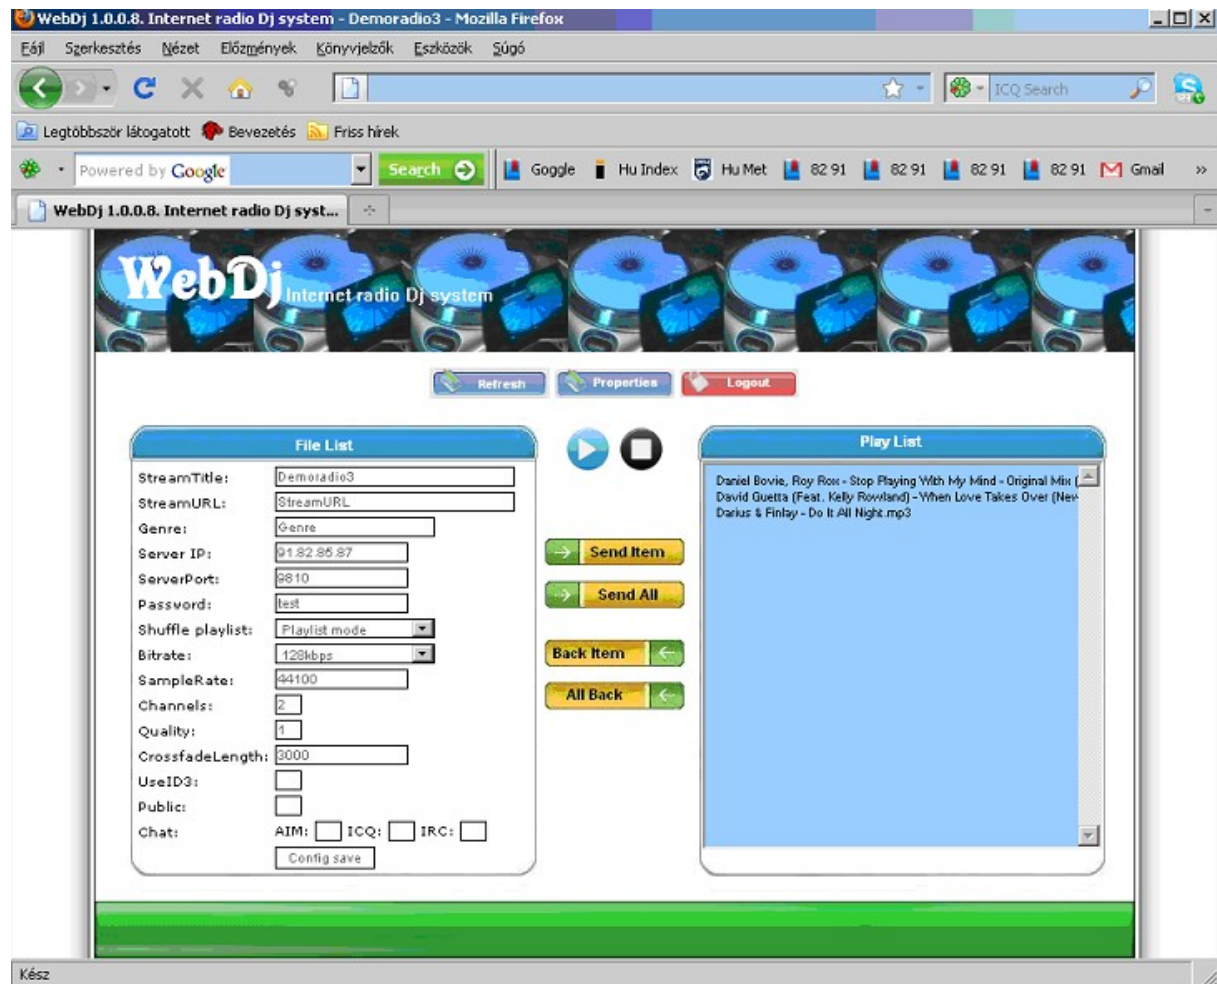 WebDj 1.0.0.8. Internet radio Dj system - Demoradio3 - Mozilla Firefox
Fájl Szerkesztés Nézet Előzmények Könyvjelzők Eszközök Súgó
ICQ Search
Legtöbbször látogatott Bevezetés Friss hírek
Powered by Google Search Goggle Hu Index Hu Met 82 91 82 91 82 91 82 91 Gmail »
WebDj 1.0.0.8. Internet radio Dj syst...
WebDj Internet radio Dj system
Refresh Properties Logout
File List
StreamTitle: Demoradio3
StreamURL: StreamURL
Genre: Genre
Server IP: 91.82.85.87
ServerPort: 9810
Password: test
Shuffle playlist: Playlist mode
Bitrate: 128kbps
SampleRate: 44100
Channels: 2
Quality: 1
CrossfadeLength: 3000
UseID3:
Public:
Chat: AIM: ICQ: IRC:
Config save
Send Item
Send All
Back Item
All Back
Play List
Daniel Bovie, Roy Rox - Stop Playing With My Mind - Original Mix (
David Guetta (Feat. Kelly Rowland) - When Love Takes Over (New
Darius & Finlay - Do It All Night.mp3
Kész